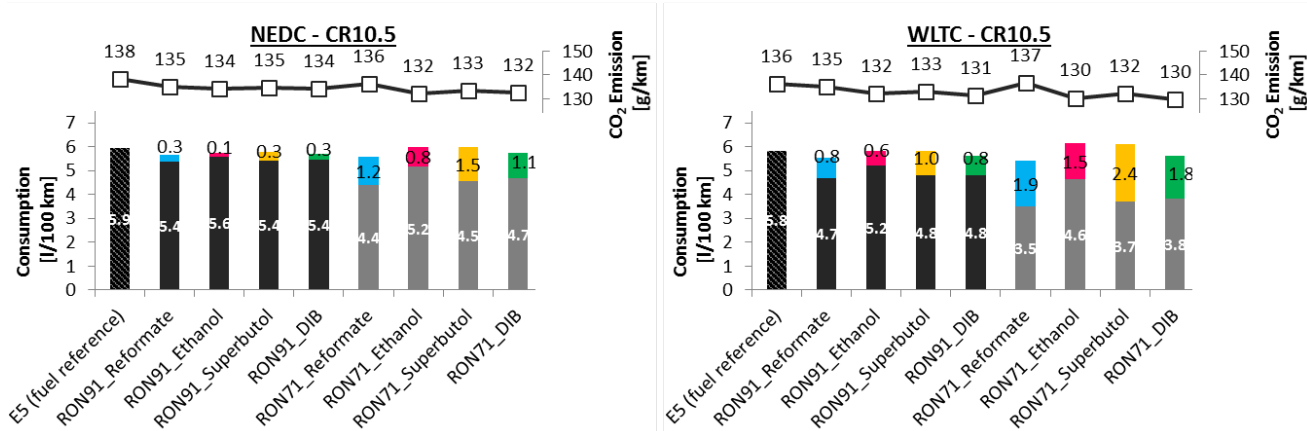 NEDC - CR10.5
138 135 134 135 134 136 132 133 132
150
140
130
CO2 Emission
[g/km]
7
6
5
4
3
2
1
0
Consumption
[l/100 km]
0.3 0.1 0.3 0.3 1.2 0.8 1.5 1.1
5.9 5.4 5.6 5.4 5.4 4.4 5.2 4.5 4.7
E5 (fuel reference)
RON91_Reformate
RON91_Ethanol
RON91_Superbutol
RON91_DIB
RON71_Reformate
RON71_Ethanol
RON71_Superbutol
RON71_DIB
WLTC - CR10.5
136 135 132 133 131 137 130 132 130
150
140
130
CO2 Emission
[g/km]
7
6
5
4
3
2
1
0
Consumption
[l/100 km]
0.8 0.6 1.0 0.8 1.9 1.5 2.4 1.8
5.8 4.7 5.2 4.8 4.8 3.5 4.6 3.7 3.8
E5 (fuel reference)
RON91_Reformate
RON91_Ethanol
RON91_Superbutol
RON91_DIB
RON71_Reformate
RON71_Ethanol
RON71_Superbutol
RON71_DIB